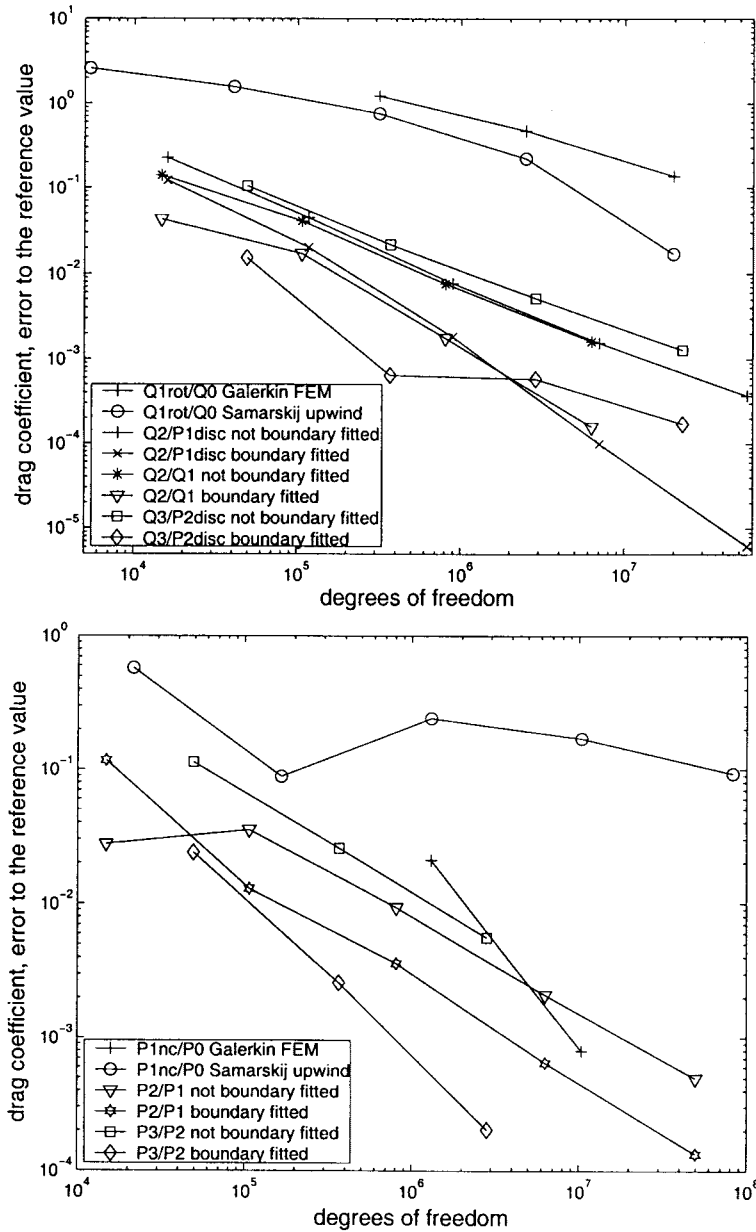 10^1
10^0
10^-1
10^-2
10^-3
10^-4
10^-5
drag coefficient, error to the reference value
Q1rot/Q0 Galerkin FEM
Q1rot/Q0 Samarskij upwind
Q2/P1disc not boundary fitted
Q2/P1disc boundary fitted
Q2/Q1 not boundary fitted
Q2/Q1 boundary fitted
Q3/P2disc not boundary fitted
Q3/P2disc boundary fitted
10^4 10^5 10^6 10^7
degrees of freedom
10^0
10^-1
10^-2
10^-3
10^-4
drag coefficient, error to the reference value
P1nc/P0 Galerkin FEM
P1nc/P0 Samarskij upwind
P2/P1 not boundary fitted
P2/P1 boundary fitted
P3/P2 not boundary fitted
P3/P2 boundary fitted
10^4 10^5 10^6 10^7 10^8
degrees of freedom